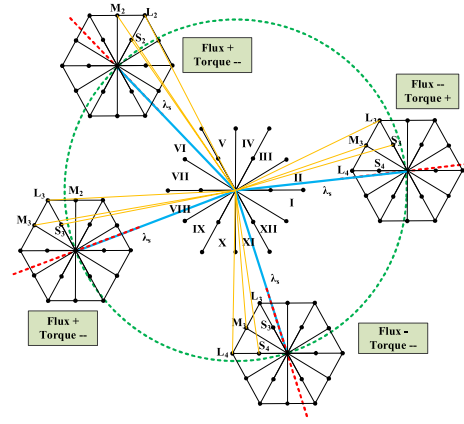 M₂ L₂
S₂
Flux +
Torque --
Flux --
Torque +
L₃
M₃ S₃
S₄
L₄
λₛ
λₛ
V IV
VI III
VII II
I
VIII
IX XII
X XI
L₃ M₂
M₃
S₃
λₛ
λₛ
L₃
M₃ S₃
L₄ S₄
Flux +
Torque --
Flux -
Torque --